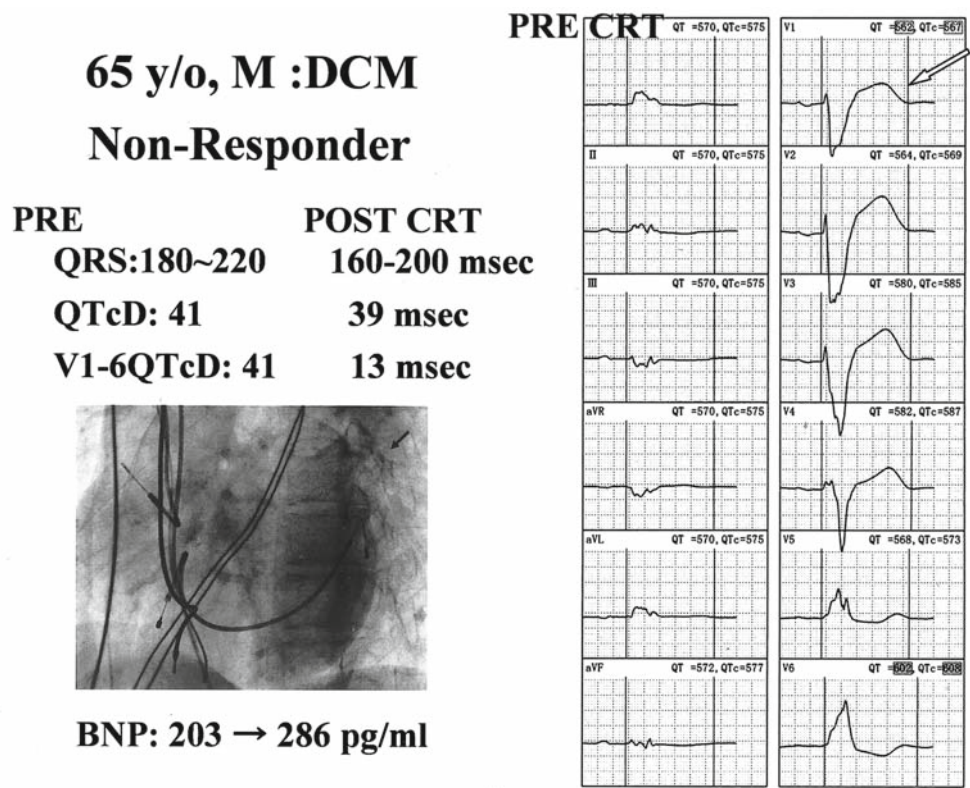 65 y/o, M :DCM
Non-Responder
PRE POST CRT
QRS:180~220 160-200 msec
QTcD: 41 39 msec
V1-6QTcD: 41 13 msec
BNP: 203 → 286 pg/ml
PRE CRT
QT =570, QTc=575
II QT =570, QTc=575
III QT =570, QTc=575
aVR QT =570, QTc=575
aVL QT =570, QTc=575
aVF QT =572, QTc=577
V1 QT =562, QTc=567
V2 QT =564, QTc=569
V3 QT =580, QTc=585
V4 QT =582, QTc=587
V5 QT =568, QTc=573
V6 QT =602, QTc=608